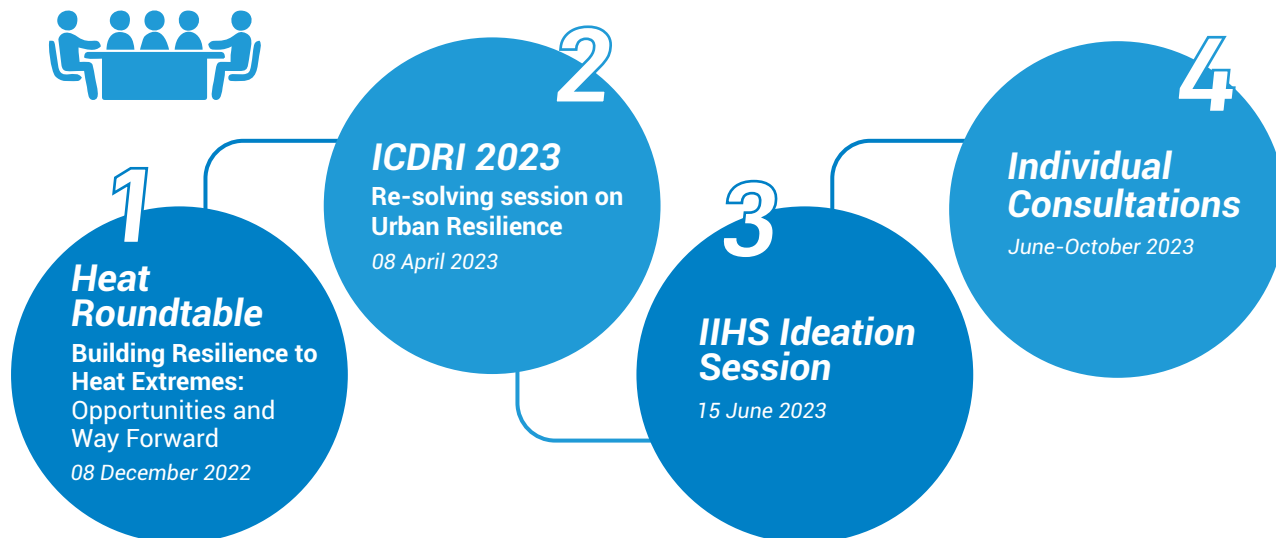 1
Heat
Roundtable
Building Resilience to
Heat Extremes:
Opportunities and
Way Forward
08 December 2022
2
ICDRI 2023
Re-solving session on
Urban Resilience
08 April 2023
3
IIHS Ideation
Session
15 June 2023
4
Individual
Consultations
June-October 2023